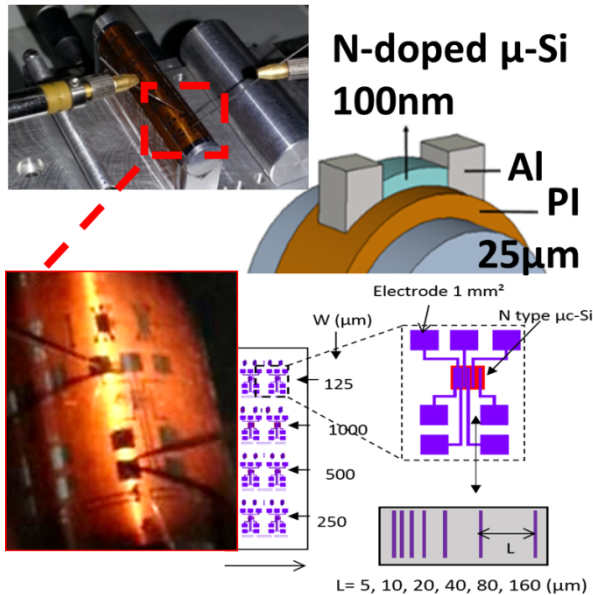 N-doped µ-Si
100nm
Al
PI
25µm
Electrode 1 mm²
N type µc-Si
W (µm)
125
1000
500
250
L
L= 5, 10, 20, 40, 80, 160 (µm)